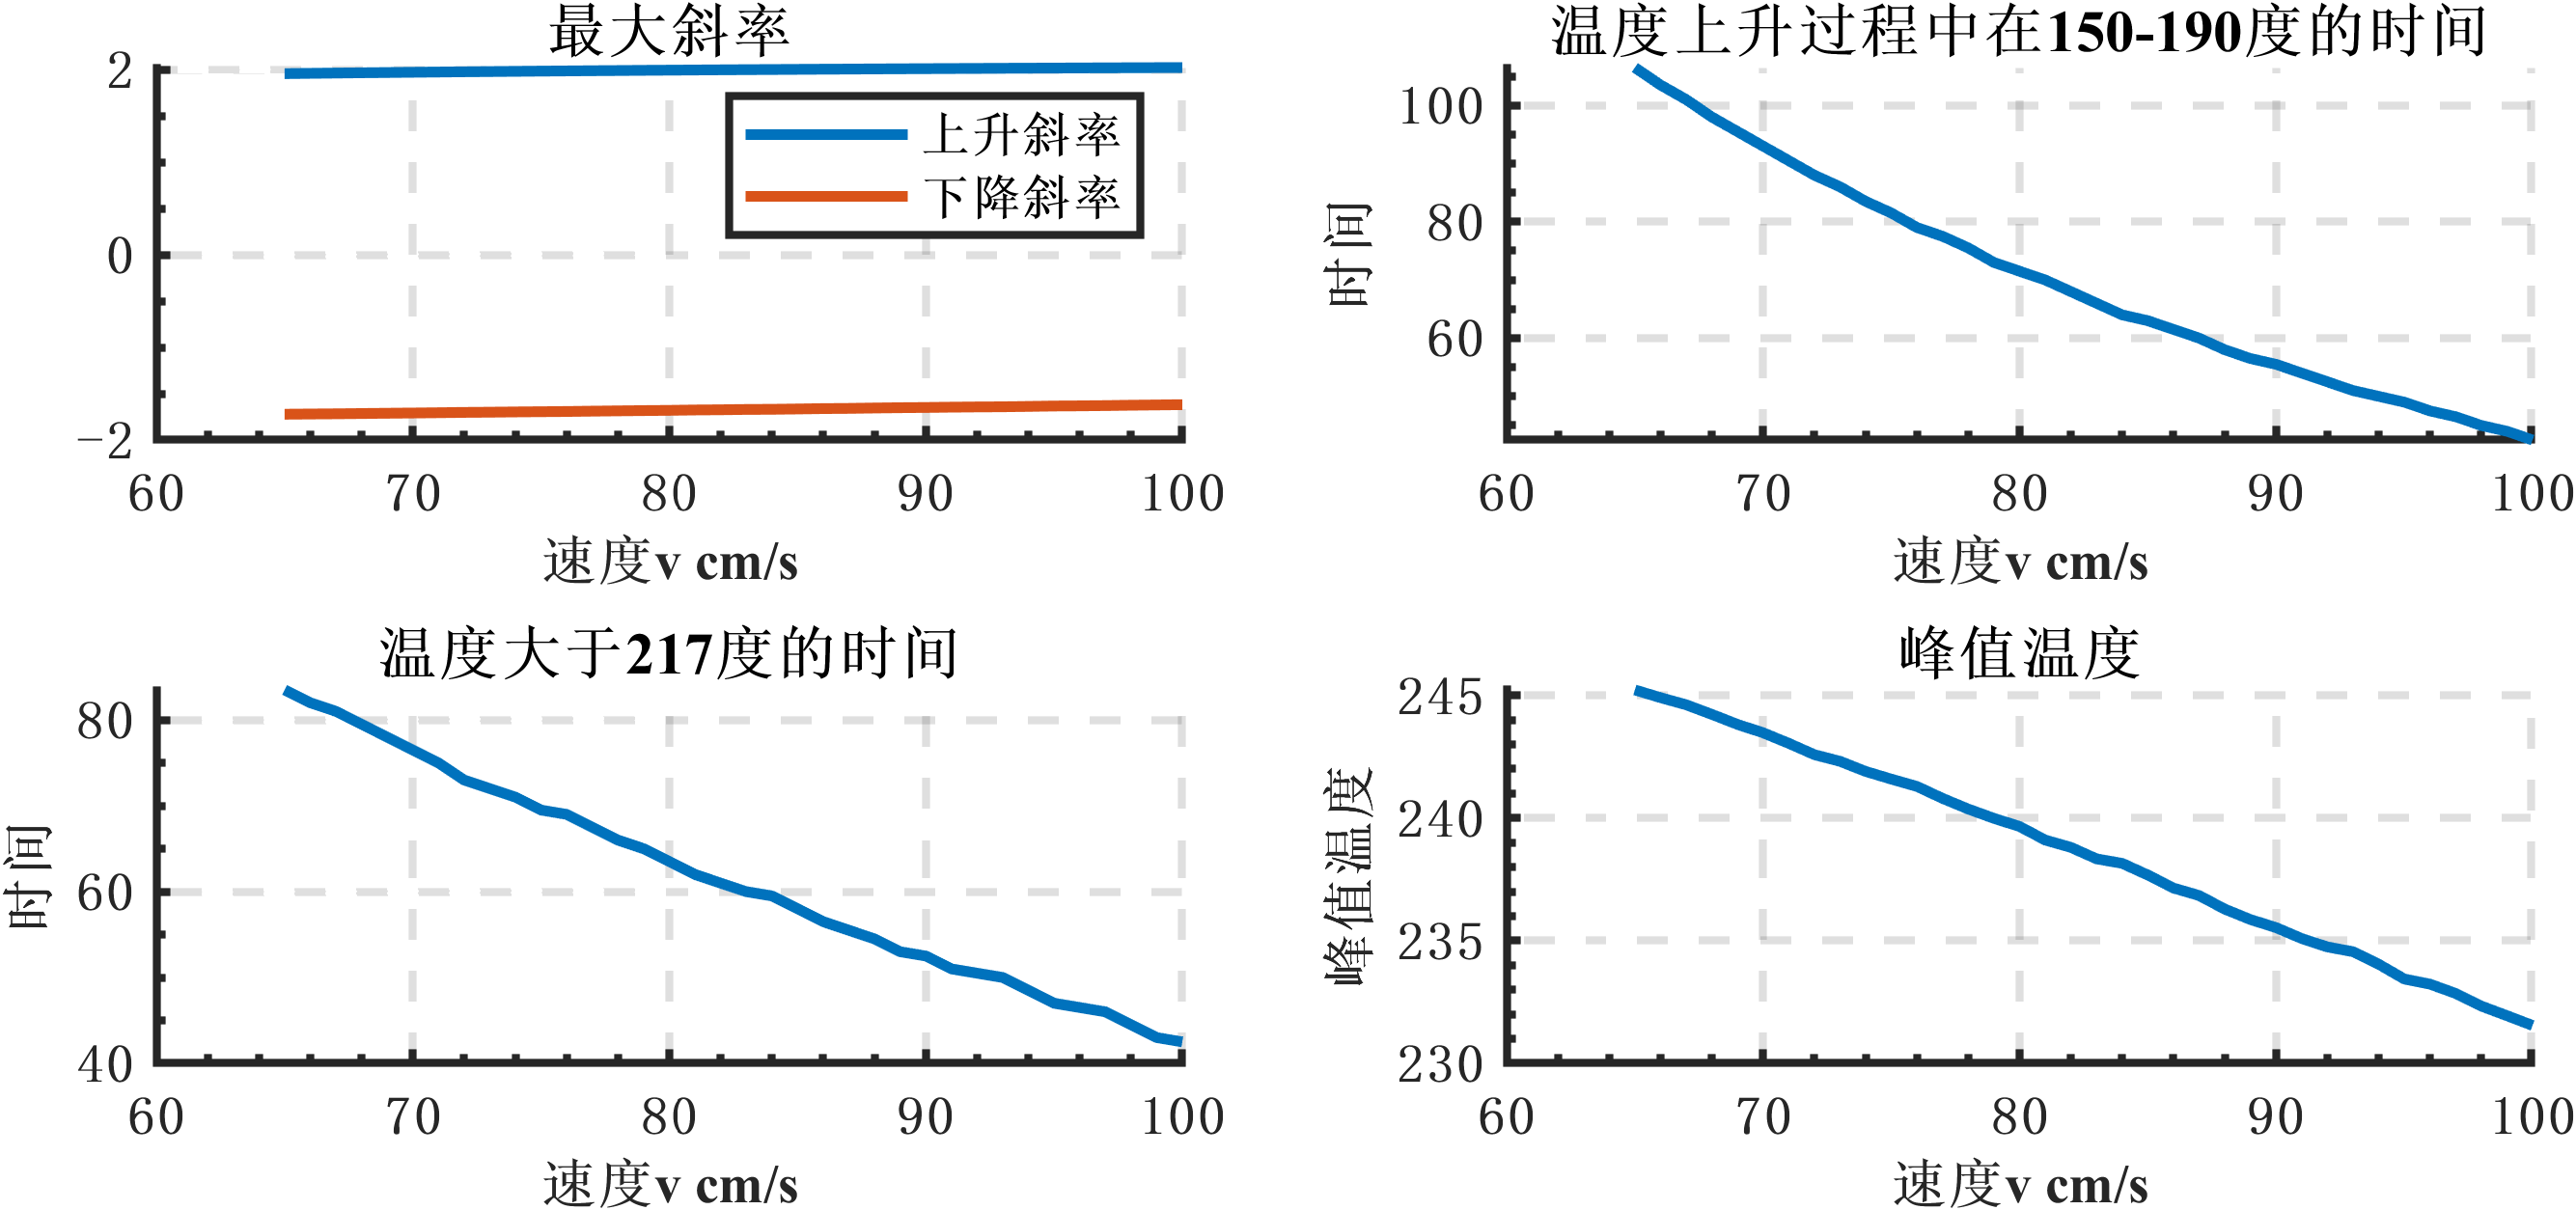 最大斜率
2
0
−2
上升斜率
下降斜率
60 70 80 90 100
速度v cm/s
温度上升过程中在150-190度的时间
时间
100
80
60
60 70 80 90 100
速度v cm/s
温度大于217度的时间
时间
80
60
40
60 70 80 90 100
速度v cm/s
峰值温度
峰值温度
245
240
235
230
60 70 80 90 100
速度v cm/s